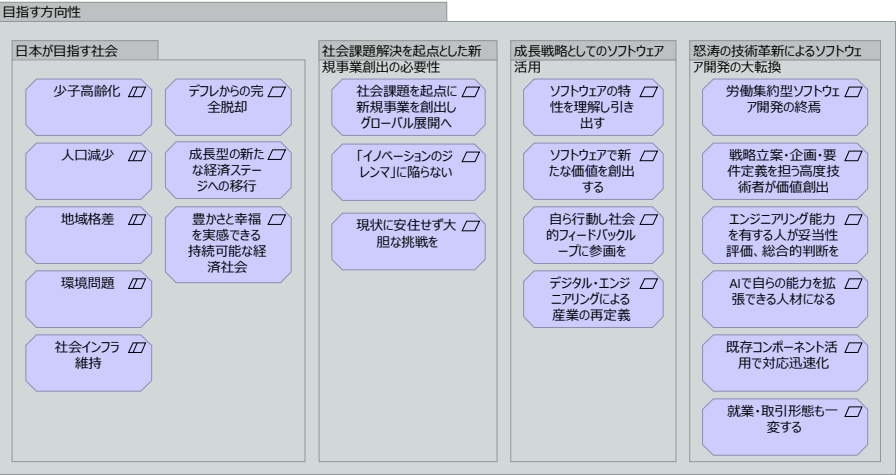 目指す方向性
日本が目指す社会
少子高齢化
人口減少
地域格差
環境問題
社会インフラ
維持
デフレからの完
全脱却
成長型の新た
な経済ステー
ジへの移行
豊かさと幸福
を実感できる
持続可能な経
済社会
社会課題解決を起点とした新
規事業創出の必要性
社会課題を起点に
新規事業を創出し
グローバル展開へ
「イノベーションのジ
レンマ」に陥らない
現状に安住せず大
胆な挑戦を
成長戦略としてのソフトウェア
活用
ソフトウェアの特
性を理解し引き
出す
ソフトウェアで新
たな価値を創出
する
自ら行動し社会
的フィードバックル
ープに参画を
デジタル・エンジ
ニアリングによる
産業の再定義
怒涛の技術革新によるソフトウェ
ア開発の大転換
労働集約型ソフトウェ
ア開発の終焉
戦略立案・企画・要
件定義を担う高度技
術者が価値創出
エンジニアリング能力
を有する人が妥当性
評価、総合的判断を
AIで自らの能力を拡
張できる人材になる
既存コンポーネント活
用で対応迅速化
就業・取引形態も一
変する